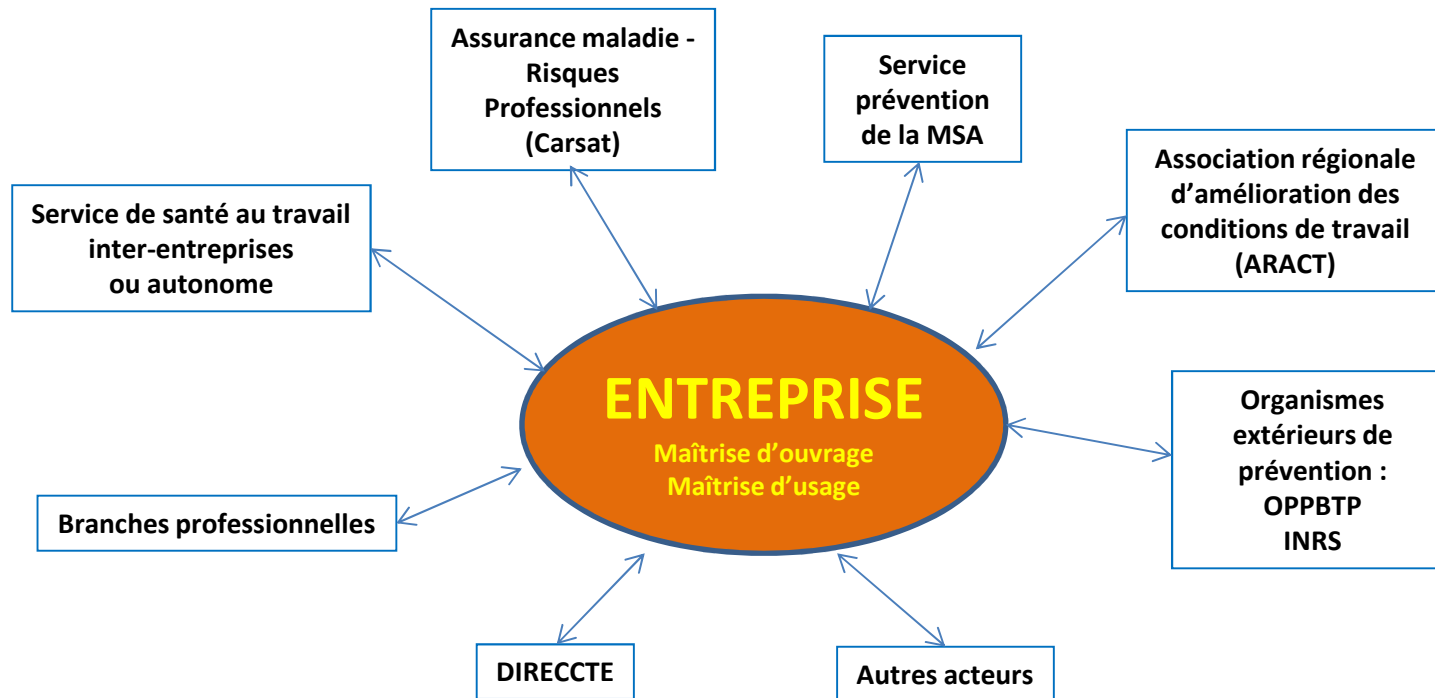 Assurance maladie -
Risques
Professionnels
(Carsat)
Service
prévention
de la MSA
Association régionale
d’amélioration des
conditions de travail
(ARACT)
Service de santé au travail
inter-entreprises
ou autonome
ENTREPRISE
Maîtrise d’ouvrage
Maîtrise d’usage
Organismes
extérieurs de
prévention :
OPPBTP
INRS
Branches professionnelles
DIRECCTE
Autres acteurs